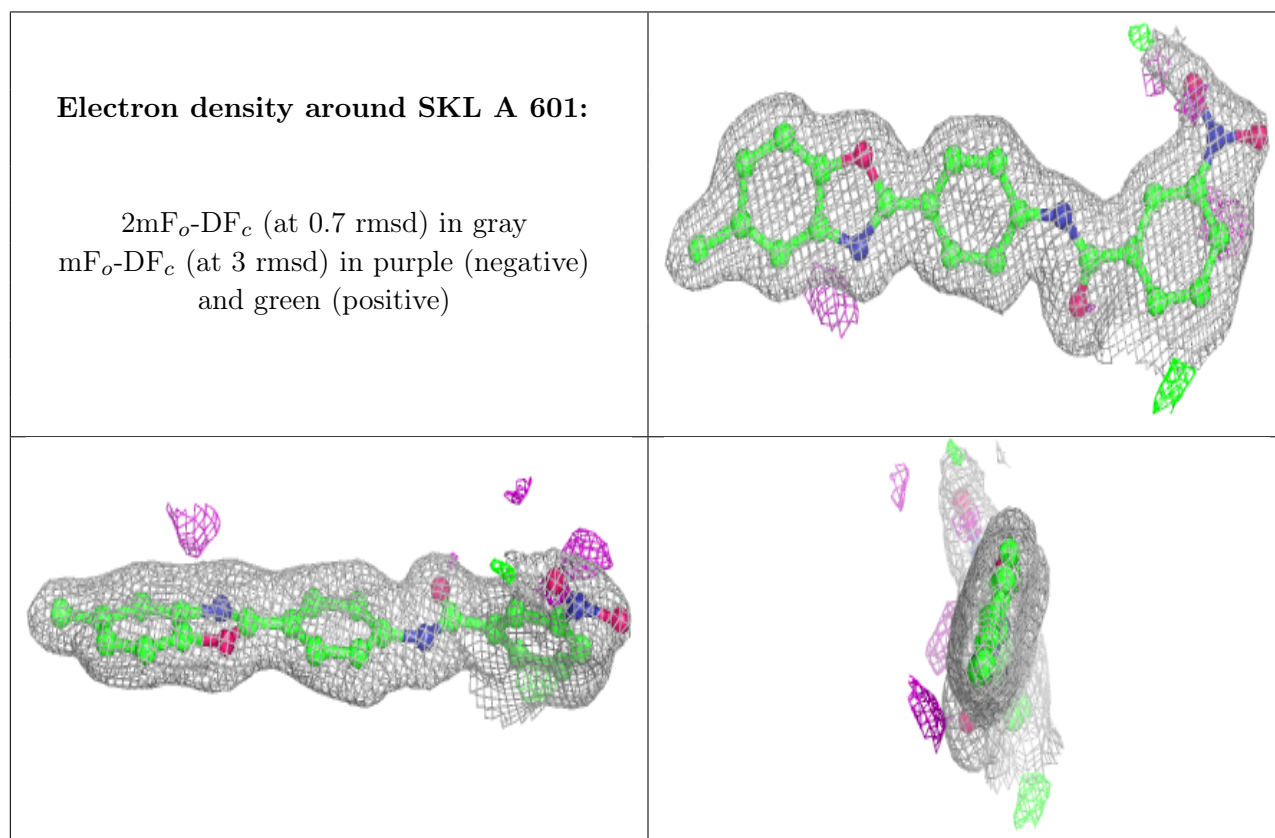 Electron density around SKL A 601:
2mFₒ-DF𝒸 (at 0.7 rmsd) in gray
mFₒ-DF𝒸 (at 3 rmsd) in purple (negative)
and green (positive)